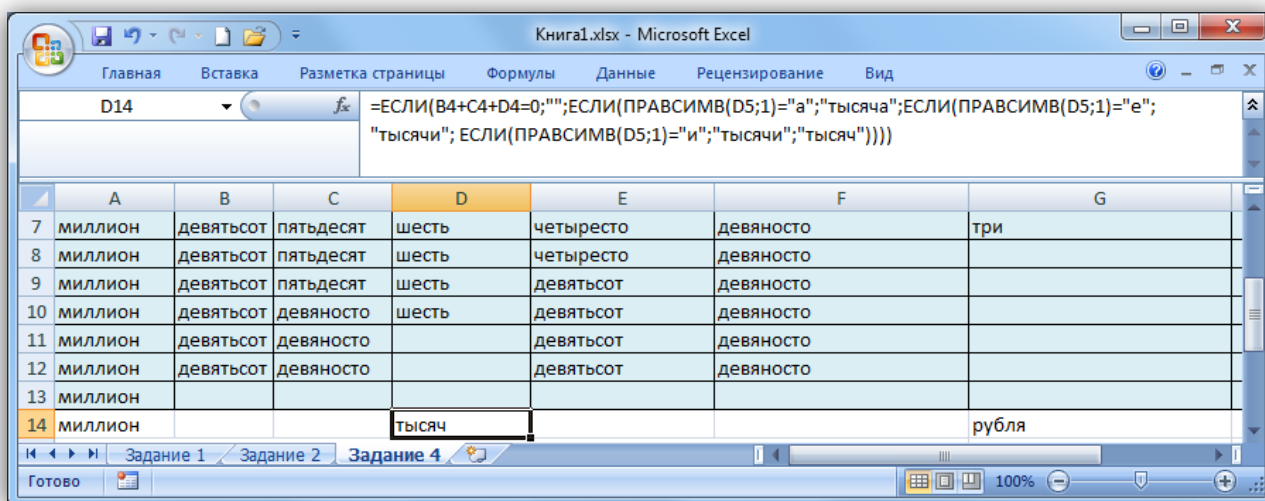 Книга1.xlsx - Microsoft Excel
Главная Вставка Разметка страницы Формулы Данные Рецензирование Вид
D14 fx =ЕСЛИ(B4+C4+D4=0;"";ЕСЛИ(ПРАВСИМВ(D5;1)="а";"тысяча";ЕСЛИ(ПРАВСИМВ(D5;1)="е";
"тысячи"; ЕСЛИ(ПРАВСИМВ(D5;1)="и";"тысячи";"тысяч"))))
A B C D E F G
7 миллион девятьсот пятьдесят шесть четыресто девяносто три
8 миллион девятьсот пятьдесят шесть четыресто девяносто
9 миллион девятьсот пятьдесят шесть девятьсот девяносто
10 миллион девятьсот девяносто шесть девятьсот девяносто
11 миллион девятьсот девяносто девятьсот девяносто
12 миллион девятьсот девяносто девятьсот девяносто
13 миллион
14 миллион тысяч рубля
Задание 1 Задание 2 Задание 4
Готово 100%